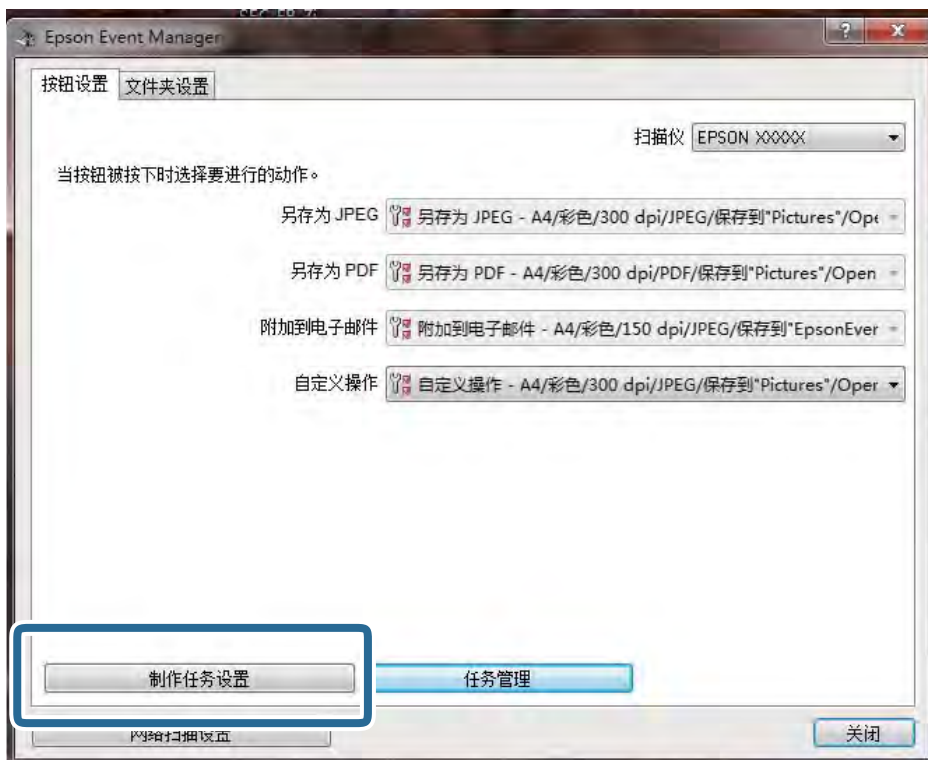 Epson Event Manager
按钮设置 文件夹设置
扫描仪 EPSON XXXXX
当按钮被按下时选择要进行的动作。
另存为 JPEG 另存为 JPEG - A4/彩色/300 dpi/JPEG/保存到"Pictures"/Ope
另存为 PDF 另存为 PDF - A4/彩色/300 dpi/PDF/保存到"Pictures"/Open
附加到电子邮件 附加到电子邮件 - A4/彩色/150 dpi/JPEG/保存到"EpsonEver
自定义操作 自定义操作 - A4/彩色/300 dpi/JPEG/保存到"Pictures"/Oper
制作任务设置 任务管理
网络扫描设置 关闭